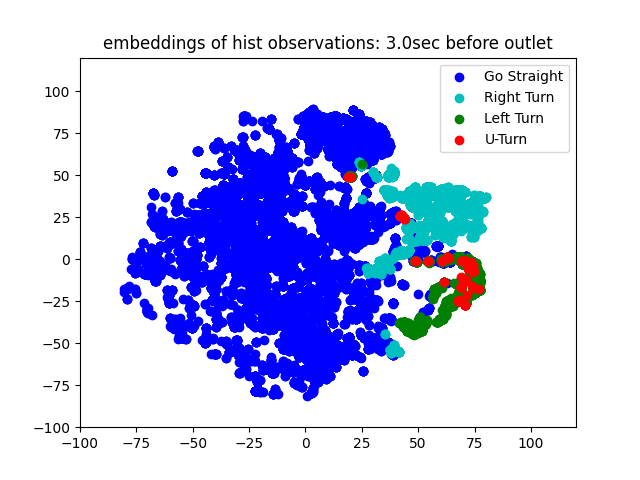 embeddings of hist observations: 3.0sec before outlet
Go Straight
Right Turn
Left Turn
U-Turn
100
75
50
25
0
−25
−50
−75
−100
−100 −75 −50 −25 0 25 50 75 100